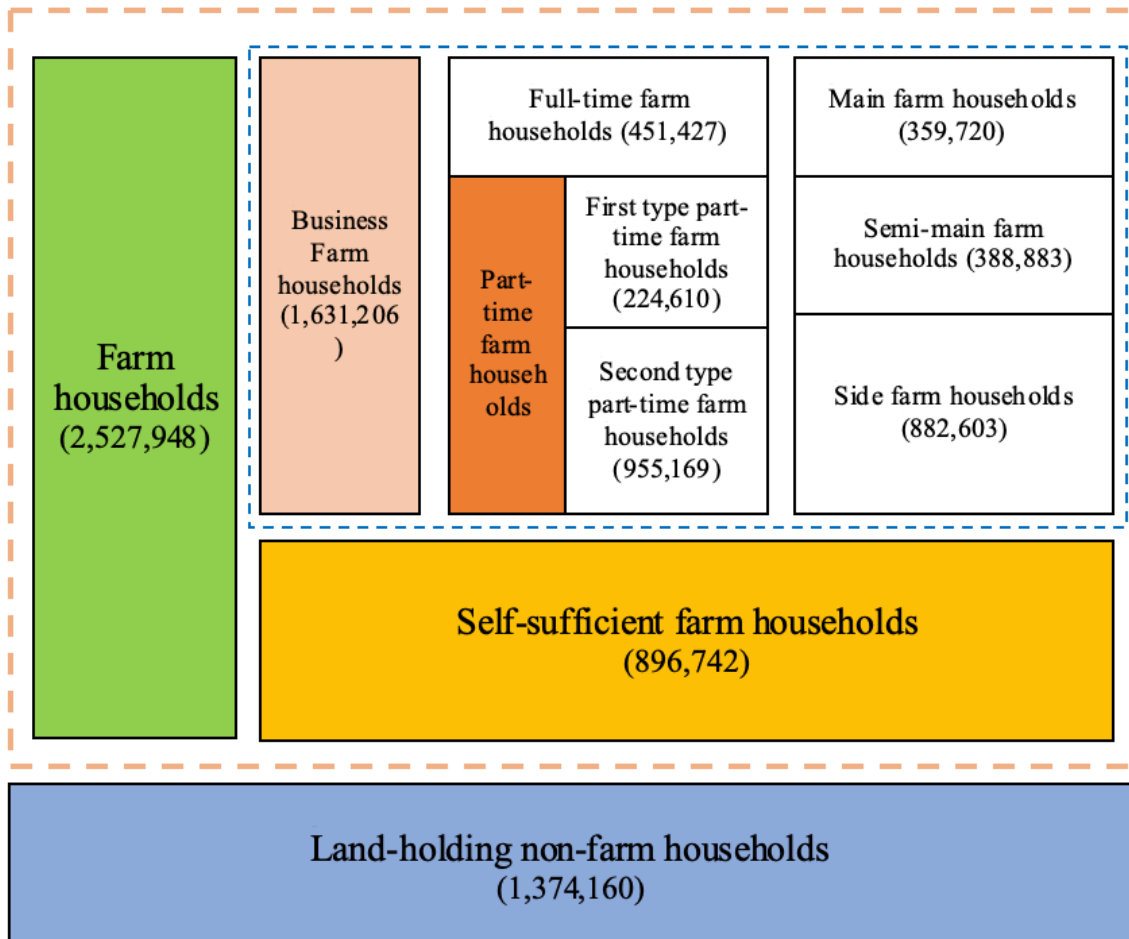 Farm
households
(2,527,948)
Business
Farm
households
(1,631,206
)
Full-time farm
households (451,427)
Part-
time
farm
househ
olds
First type part-
time farm
households
(224,610)
Second type
part-time farm
households
(955,169)
Main farm households
(359,720)
Semi-main farm
households (388,883)
Side farm households
(882,603)
Self-sufficient farm households
(896,742)
Land-holding non-farm households
(1,374,160)